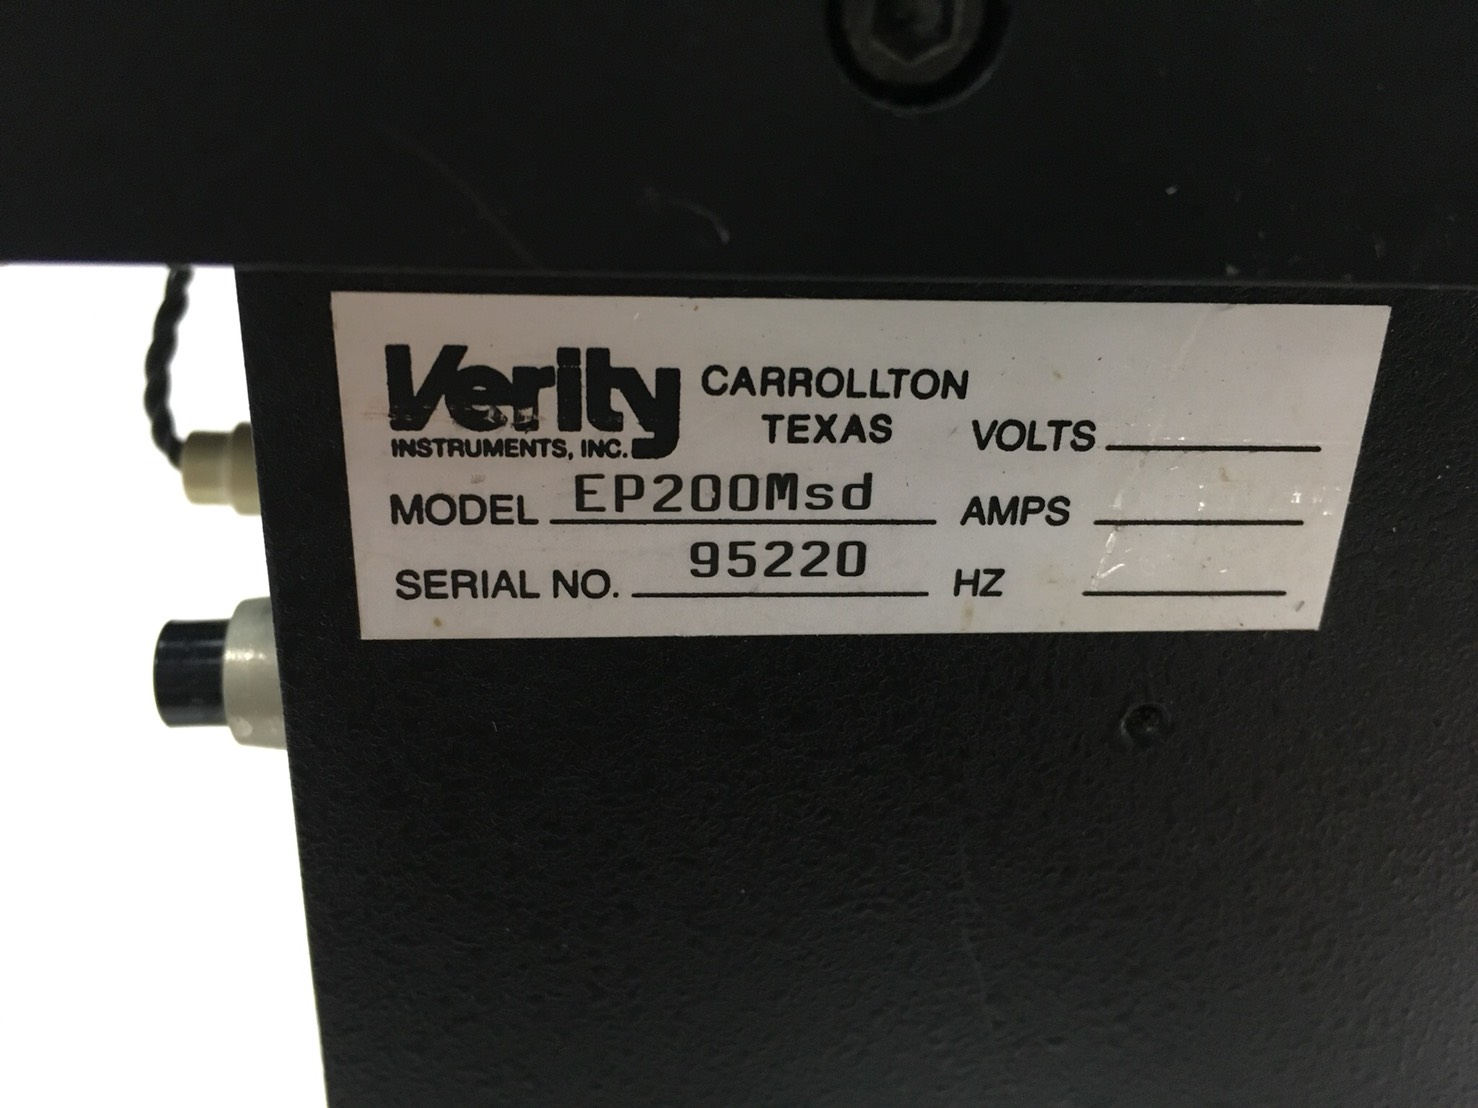 Verity CARROLLTON
INSTRUMENTS, INC. TEXAS VOLTS
MODEL EP200Msd AMPS
SERIAL NO. 95220 HZ